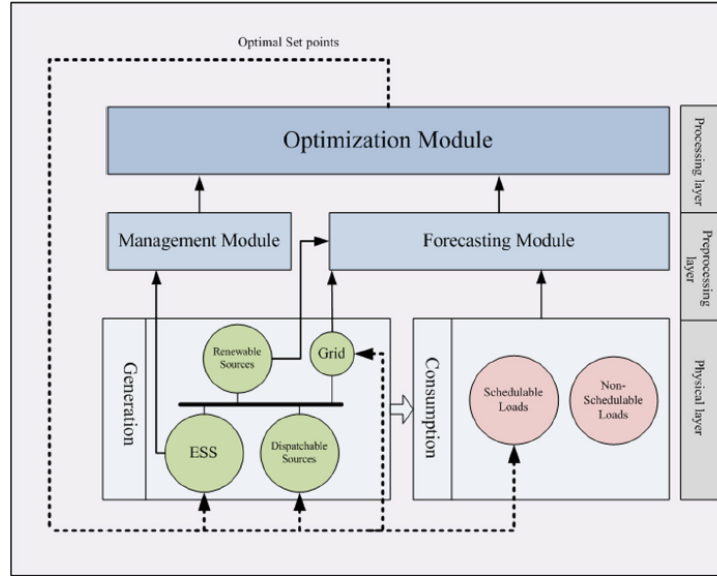 Optimal Set points
Optimization Module
Processing layer
Management Module
Forecasting Module
Preprocessing
layer
Generation
Renewable
Sources
Grid
ESS
Dispatchable
Sources
Consumption
Schedulable
Loads
Non-
Schedulable
Loads
Physical layer